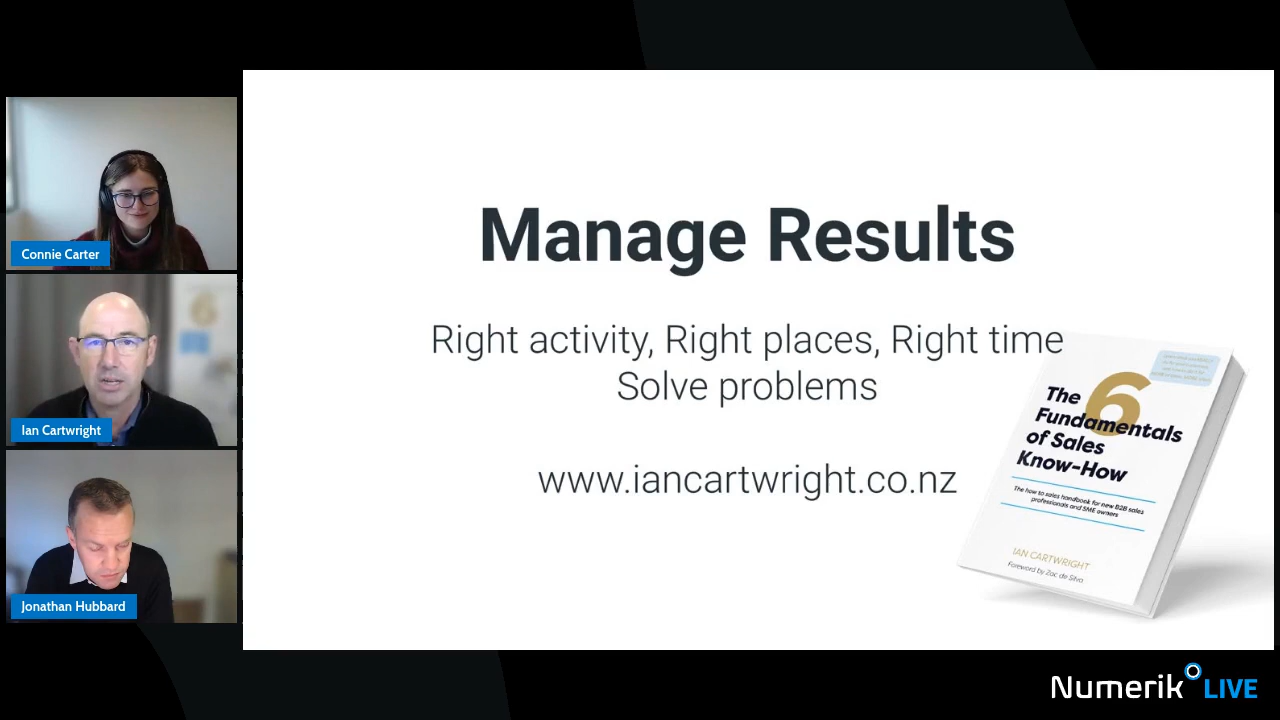 Connie Carter
Ian Cartwright
Jonathan Hubbard
Manage Results
Right activity, Right places, Right time
Solve problems
www.iancartwright.co.nz
6
The
Fundamentals
of Sales
Know-How
The how to sales handbook for new B2B sales
professionals and SME owners
IAN CARTWRIGHT
Foreword by Zac de Silva
Numerik LIVE